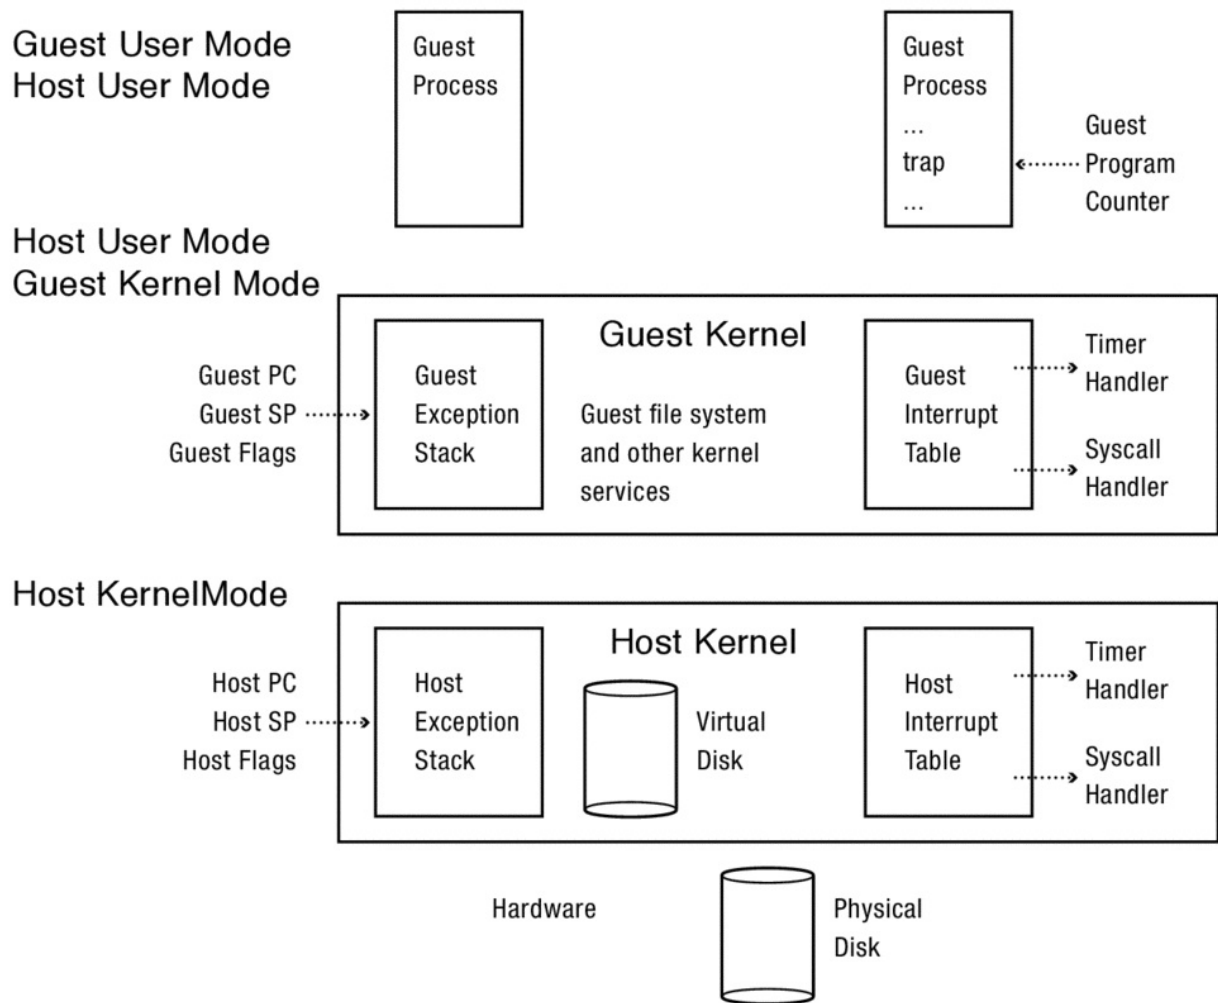 Guest User Mode
Host User Mode
Guest
Process
Guest
Process
...
trap
...
Guest
Program
Counter
Host User Mode
Guest Kernel Mode
Guest Kernel
Guest PC
Guest SP
Guest Flags
Guest
Exception
Stack
Guest file system
and other kernel
services
Guest
Interrupt
Table
Timer
Handler
Syscall
Handler
Host KernelMode
Host Kernel
Host PC
Host SP
Host Flags
Host
Exception
Stack
Virtual
Disk
Host
Interrupt
Table
Timer
Handler
Syscall
Handler
Hardware
Physical
Disk